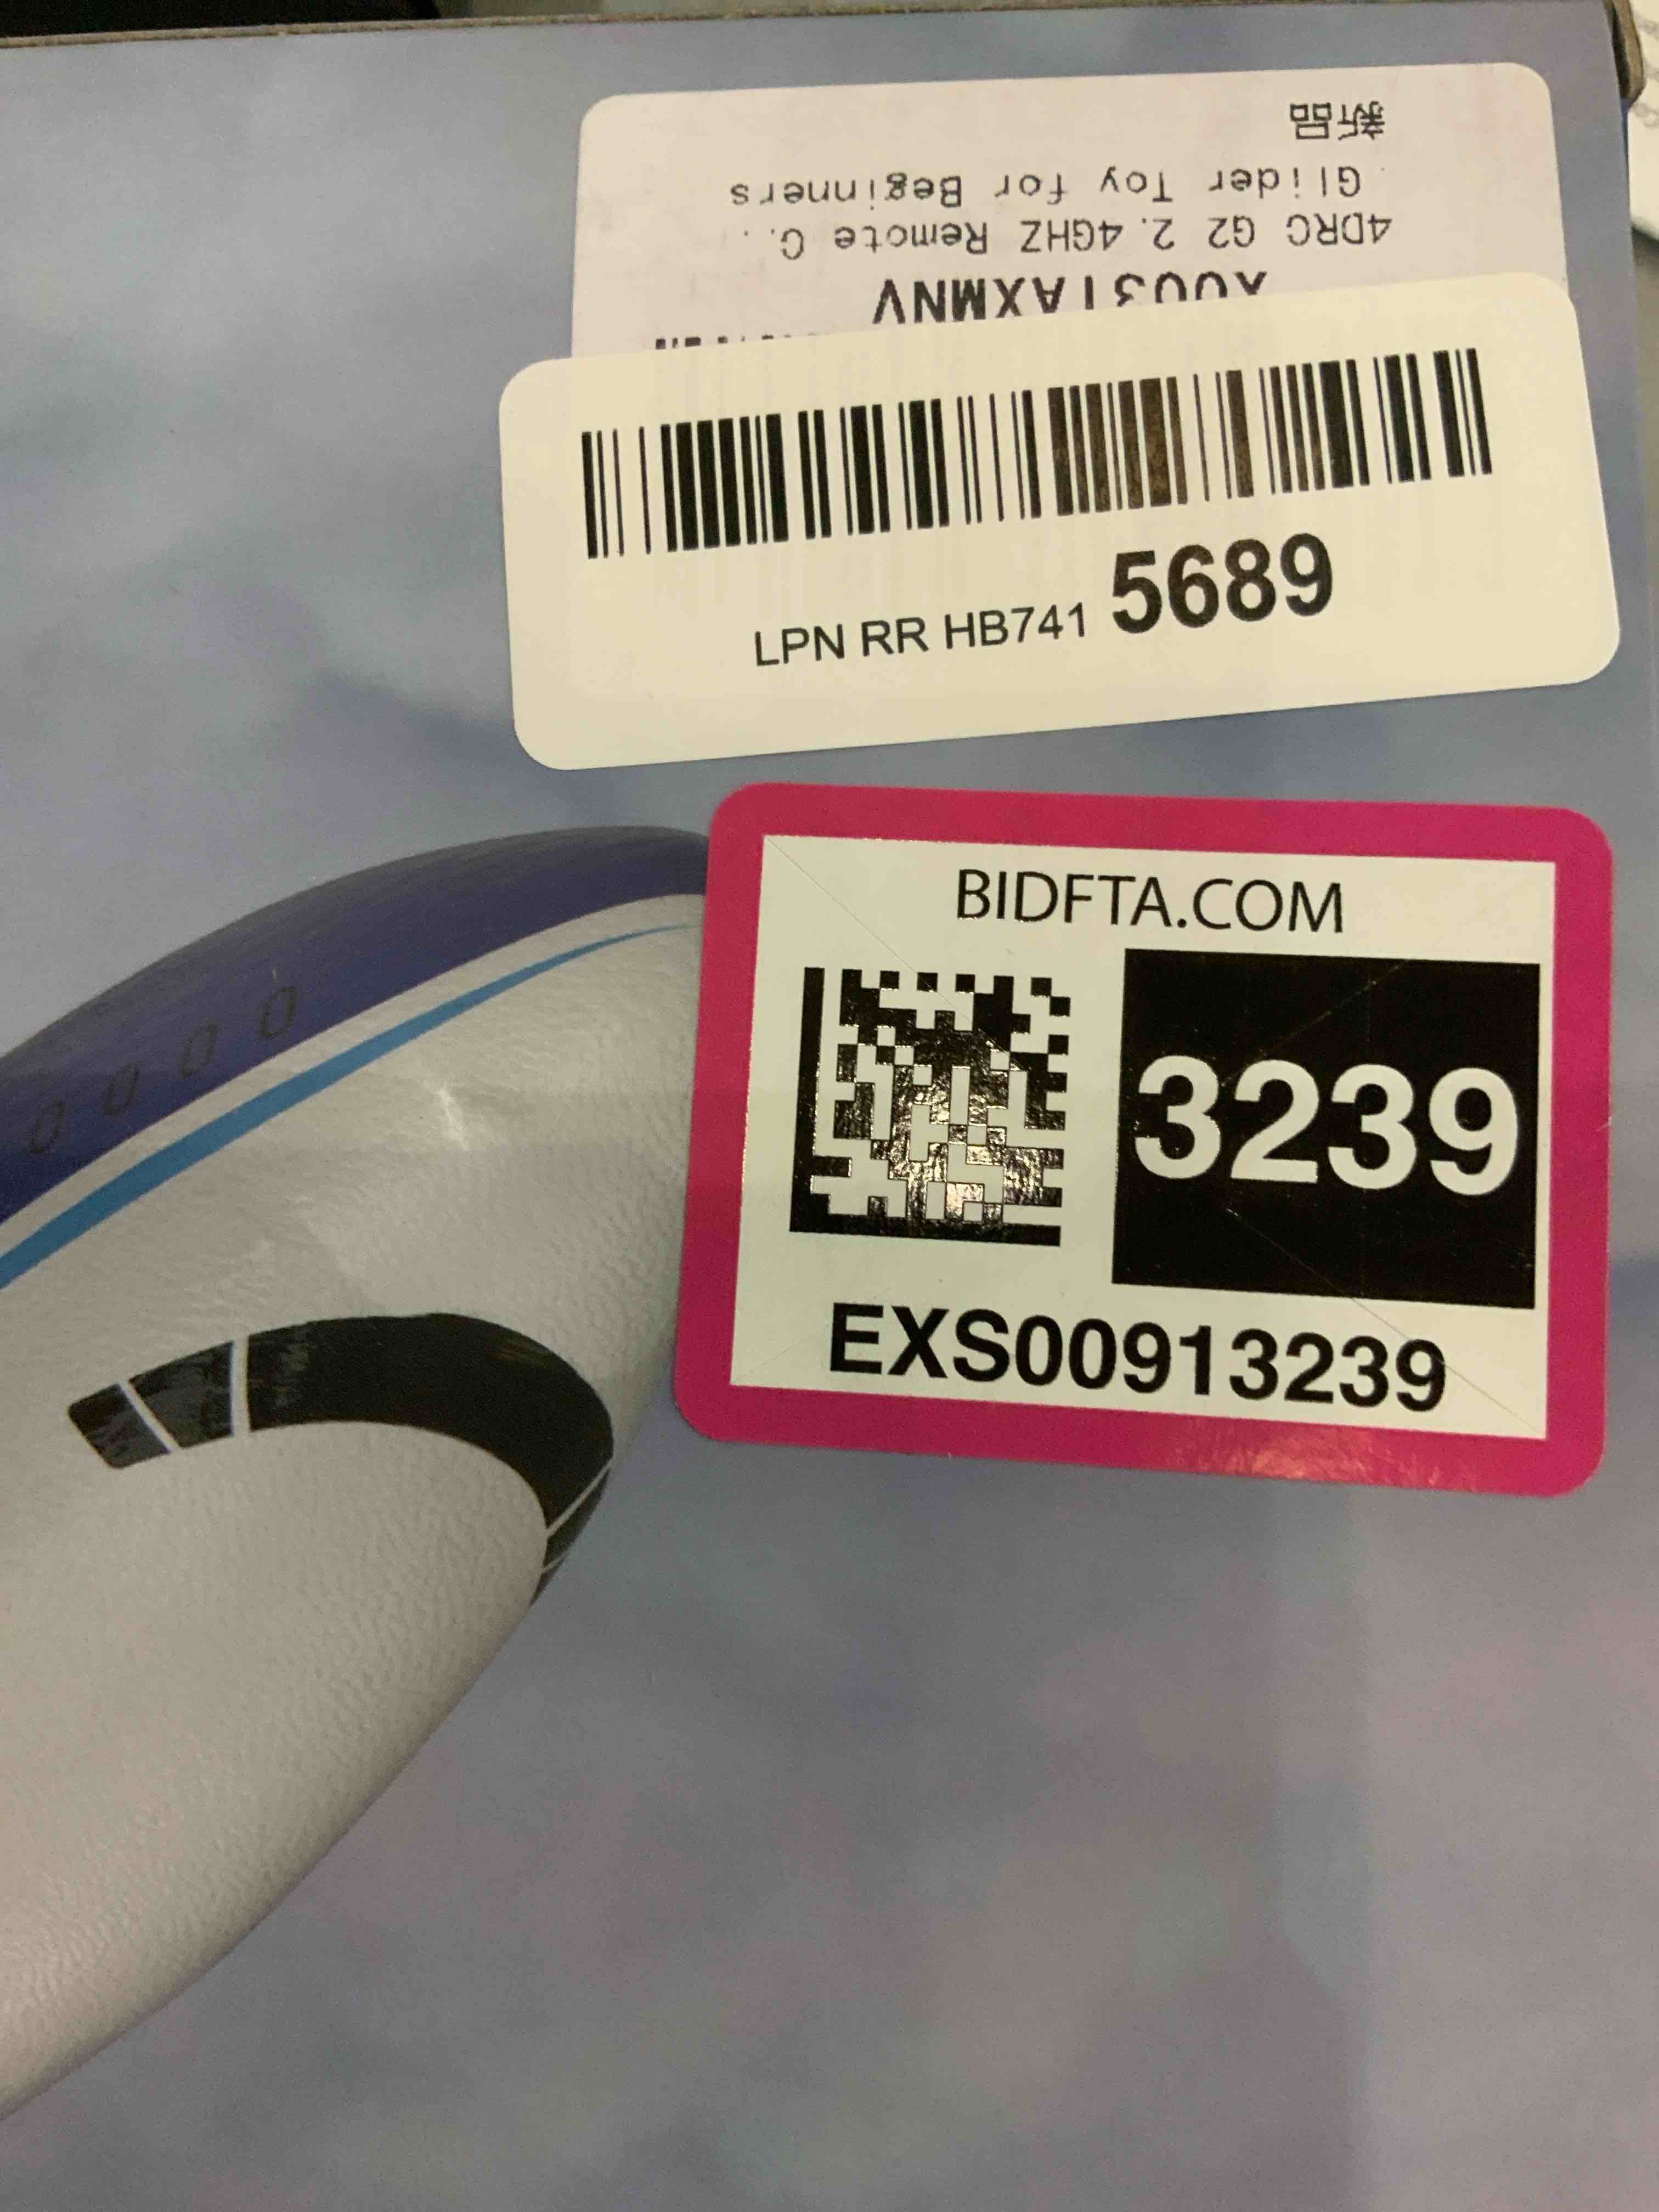 新品
Glider Toy for Beginners
4DRC G2 2.4GHZ Remote C...
X003TAXMNV
LPN RR HB741 5689
BIDFTA.COM
3239
EXS00913239